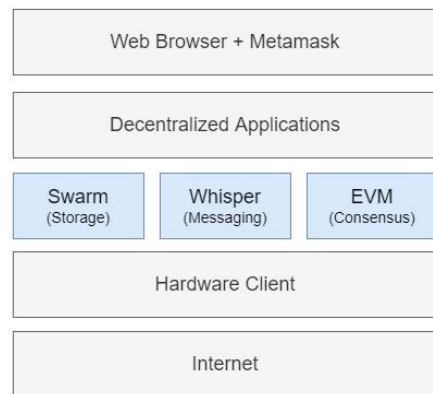 Web Browser + Metamask
Decentralized Applications
Swarm
(Storage)
Whisper
(Messaging)
EVM
(Consensus)
Hardware Client
Internet